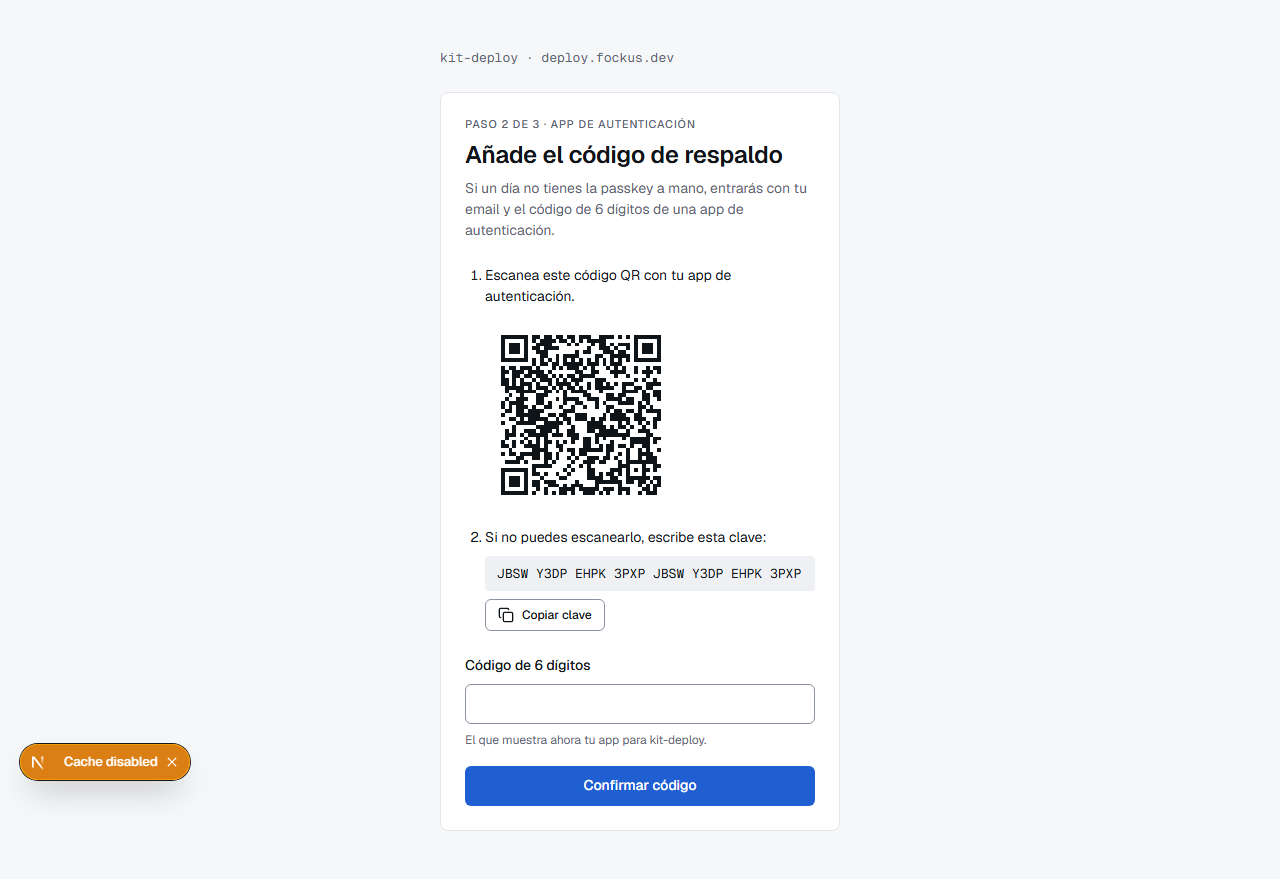 kit-deploy · deploy.fockus.dev
PASO 2 DE 3 · APP DE AUTENTICACIÓN
Añade el código de respaldo
Si un día no tienes la passkey a mano, entrarás con tu
email y el código de 6 dígitos de una app de
autenticación.
1. Escanea este código QR con tu app de
autenticación.
2. Si no puedes escanearlo, escribe esta clave:
JBSW Y3DP EHPK 3PXP JBSW Y3DP EHPK 3PXP
Copiar clave
Código de 6 dígitos
El que muestra ahora tu app para kit-deploy.
Cache disabled
Confirmar código